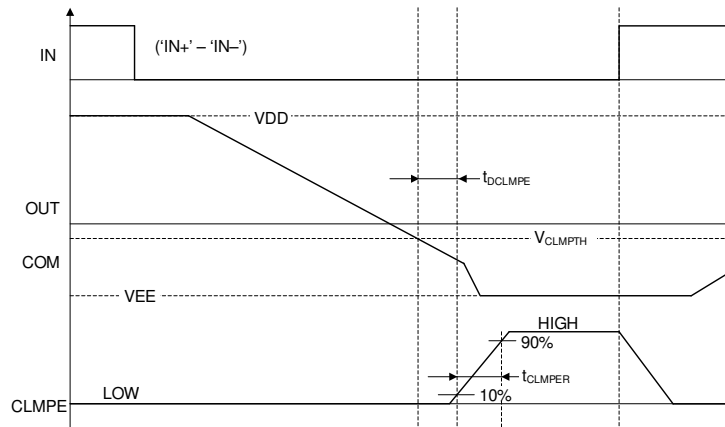 IN
('IN+' – 'IN–')
VDD
tDCLMPE
OUT
VCLMPTH
COM
VEE
HIGH
90%
tCLMPER
LOW
10%
CLMPE